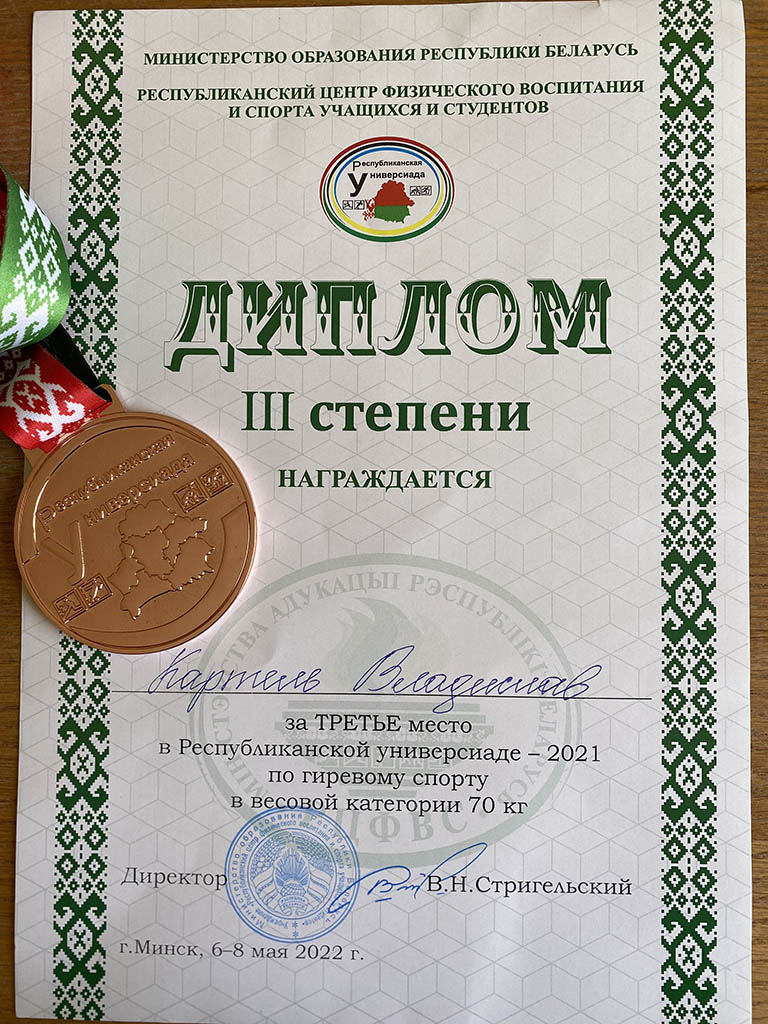 МИНИСТЕРСТВО ОБРАЗОВАНИЯ РЕСПУБЛИКИ БЕЛАРУСЬ
РЕСПУБЛИКАНСКИЙ ЦЕНТР ФИЗИЧЕСКОГО ВОСПИТАНИЯ
И СПОРТА УЧАЩИХСЯ И СТУДЕНТОВ
Республиканская
Универсиада
ДИПЛОМ
III степени
НАГРАЖДАЕТСЯ
Республиканская
Универсиада
Картель Владислав
за ТРЕТЬЕ место
в Республиканской универсиаде – 2021
по гиревому спорту
в весовой категории 70 кг
Директор
В.Н.Стригельский
г.Минск, 6–8 мая 2022 г.